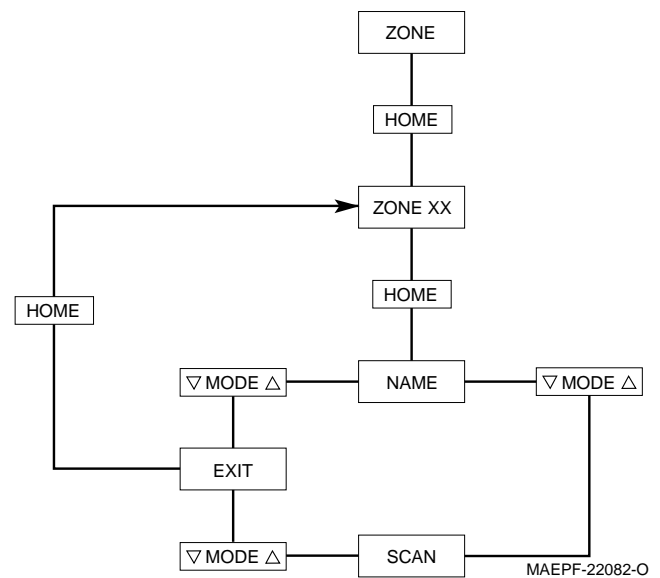 ZONE
HOME
ZONE XX
HOME
HOME
▽ MODE △
NAME
▽ MODE △
EXIT
▽ MODE △
SCAN
MAEPF-22082-O